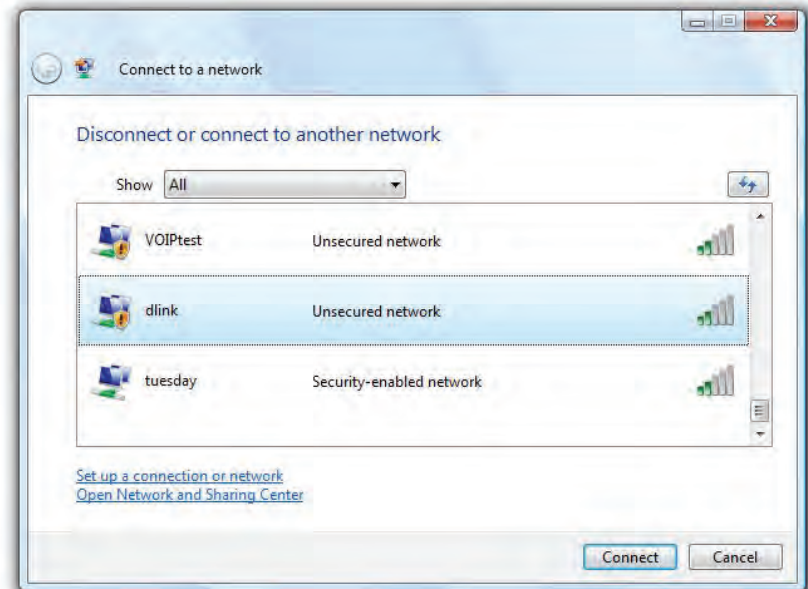 Connect to a network
Disconnect or connect to another network
Show All
VOIPtest Unsecured network
dlink Unsecured network
tuesday Security-enabled network
Set up a connection or network
Open Network and Sharing Center
Connect Cancel